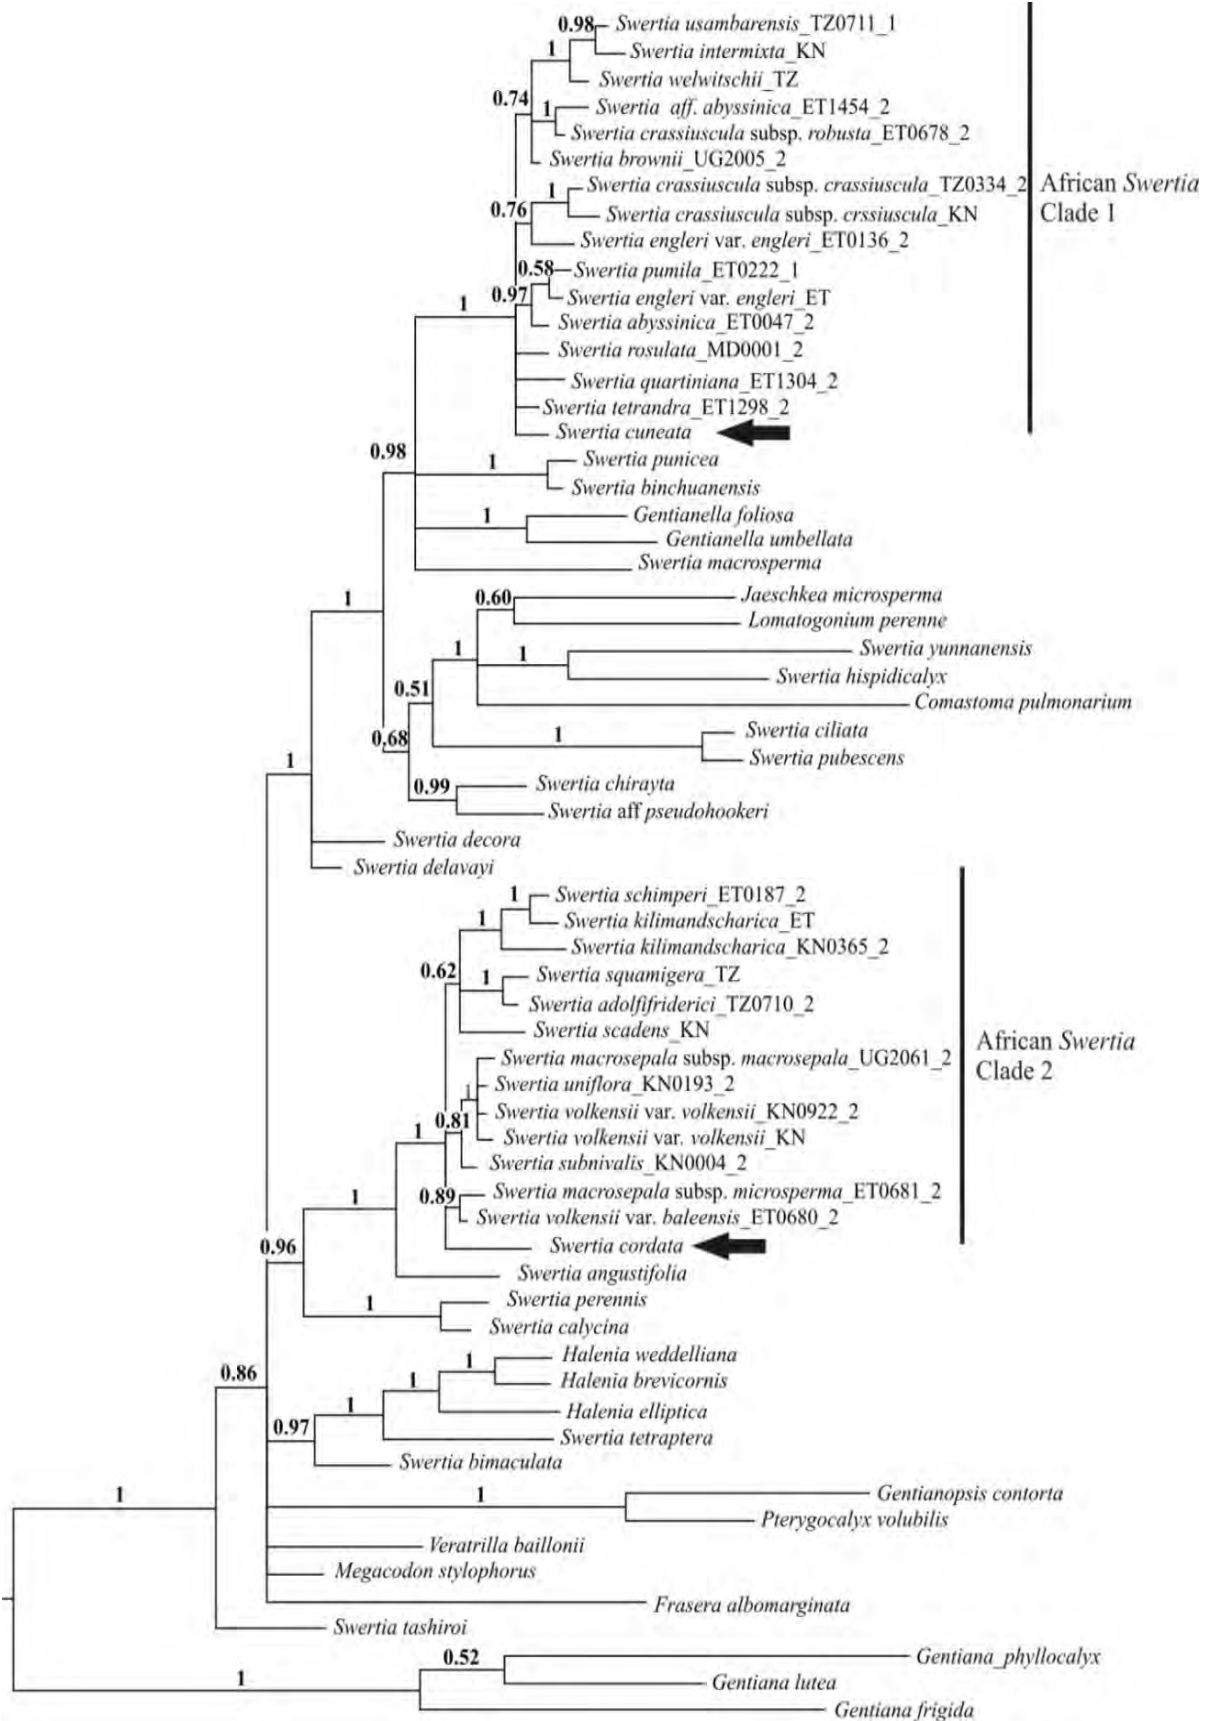 0.98
Swertia usambarensis_TZ0711_1
1
Swertia intermixta_KN
Swertia welwitschii_TZ
0.74
1
Swertia aff. abyssinica_ET1454_2
Swertia crassiuscula subsp. robusta_ET0678_2
Swertia brownii_UG2005_2
1
Swertia crassiuscula subsp. crassiuscula_TZ0334_2
African Swertia
Clade 1
0.76
Swertia crassiuscula subsp. crssiuscula_KN
Swertia engleri var. engleri_ET0136_2
0.58
Swertia pumila_ET0222_1
1
0.97
Swertia engleri var. engleri_ET
Swertia abyssinica_ET0047_2
Swertia rosulata_MD0001_2
Swertia quartiniana_ET1304_2
Swertia tetrandra_ET1298_2
Swertia cuneata
0.98
1
Swertia punicea
Swertia binchuanensis
1
Gentianella foliosa
Gentianella umbellata
Swertia macrosperma
1
0.60
Jaeschkea microsperma
Lomatogonium perenne
1
1
Swertia yunnanensis
Swertia hispidicalyx
0.51
Comastoma pulmonarium
0.68
1
Swertia ciliata
Swertia pubescens
1
0.99
Swertia chirayta
Swertia aff pseudohookeri
Swertia decora
Swertia delavayi
1
Swertia schimperi_ET0187_2
1
Swertia kilimandscharica_ET
Swertia kilimandscharica_KN0365_2
0.62
1
Swertia squamigera_TZ
Swertia adolfifriderici_TZ0710_2
Swertia scadens_KN
African Swertia
Clade 2
Swertia macrosepala subsp. macrosepala_UG2061_2
1
Swertia uniflora_KN0193_2
Swertia volkensii var. volkensii_KN0922_2
1
0.81
Swertia volkensii var. volkensii_KN
Swertia subnivalis_KN0004_2
1
0.89
Swertia macrosepala subsp. microsperma_ET0681_2
Swertia volkensii var. baleensis_ET0680_2
0.96
Swertia cordata
Swertia angustifolia
1
Swertia perennis
Swertia calycina
0.86
1
Halenia weddelliana
1
Halenia brevicornis
1
Halenia elliptica
0.97
Swertia tetraptera
Swertia bimaculata
1
1
Gentianopsis contorta
Pterygocalyx volubilis
Veratrilla baillonii
Megacodon stylophorus
Frasera albomarginata
Swertia tashiroi
1
0.52
Gentiana_phyllocalyx
Gentiana lutea
Gentiana frigida